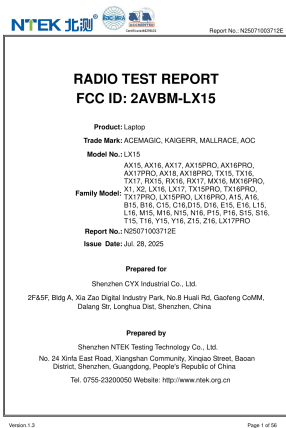 NTEK 北测
ilac-MRA
ACCREDITED
Certificate #4298.01
Report No.: N25071003712E
RADIO TEST REPORT
FCC ID: 2AVBM-LX15
Product: Laptop
Trade Mark: ACEMAGIC, KAIGERR, MALLRACE, AOC
Model No.: LX15
AX15, AX16, AX17, AX15PRO, AX16PRO,
AX17PRO, AX18, AX18PRO, TX15, TX16,
TX17, RX15, RX16, RX17, MX16, MX16PRO,
Family Model: X1, X2, LX16, LX17, TX15PRO, TX16PRO,
TX17PRO, LX15PRO, LX16PRO, A15, A16,
B15, B16, C15, C16,D15, D16, E15, E16, L15,
L16, M15, M16, N15, N16, P15, P16, S15, S16,
T15, T16, Y15, Y16, Z15, Z16, LX17PRO
Report No.: N25071003712E
Issue Date: Jul. 28, 2025
Prepared for
Shenzhen CYX Industrial Co., Ltd.
2F&5F, Bldg A, Xia Zao Digital Industry Park, No.8 Huali Rd, Gaofeng CoMM,
Dalang Str, Longhua Dist, Shenzhen, China
Prepared by
Shenzhen NTEK Testing Technology Co., Ltd.
No. 24 Xinfa East Road, Xiangshan Community, Xinqiao Street, Baoan
District, Shenzhen, Guangdong, People's Republic of China
Tel. 0755-23200050 Website: http://www.ntek.org.cn
Version.1.3
Page 1 of 56